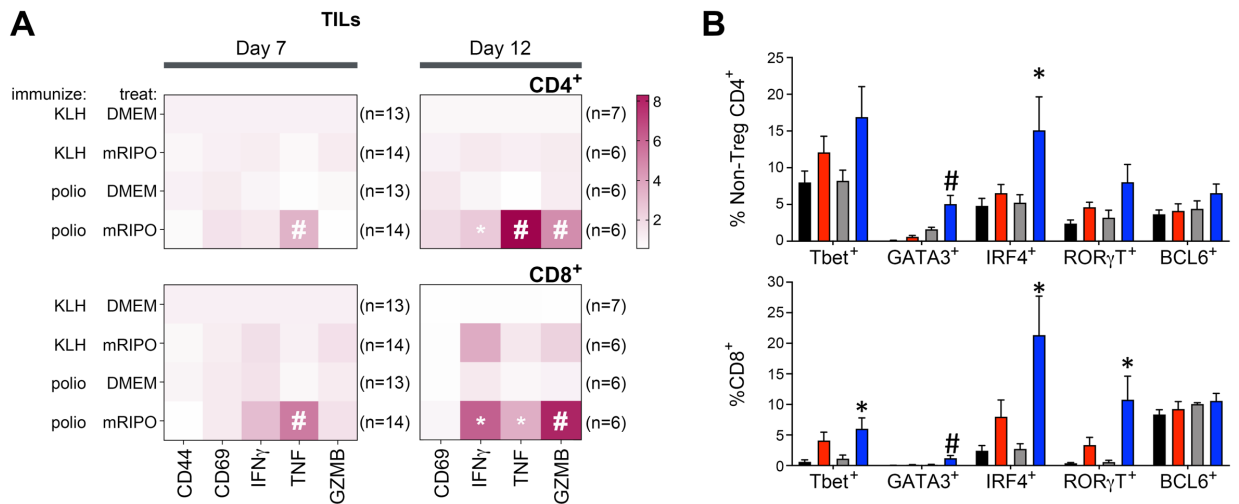 A
TILs
Day 7
Day 12
CD4⁺
immunize: treat:
KLH DMEM (n=13) (n=7)
KLH mRIPO (n=14) (n=6)
polio DMEM (n=13) (n=6)
polio mRIPO # (n=14) * # # (n=6)
8
6
4
2
CD8⁺
KLH DMEM (n=13) (n=7)
KLH mRIPO (n=14) (n=6)
polio DMEM (n=13) (n=6)
polio mRIPO # (n=14) * * # (n=6)
CD44 CD69 IFNγ TNF GZMB
CD69 IFNγ TNF GZMB
B
% Non-Treg CD4⁺
25
20
15
10
5
0
# * 
Tbet⁺ GATA3⁺ IRF4⁺ RORγT⁺ BCL6⁺
%CD8⁺
30
25
20
15
10
5
0
* # * *
Tbet⁺ GATA3⁺ IRF4⁺ RORγT⁺ BCL6⁺